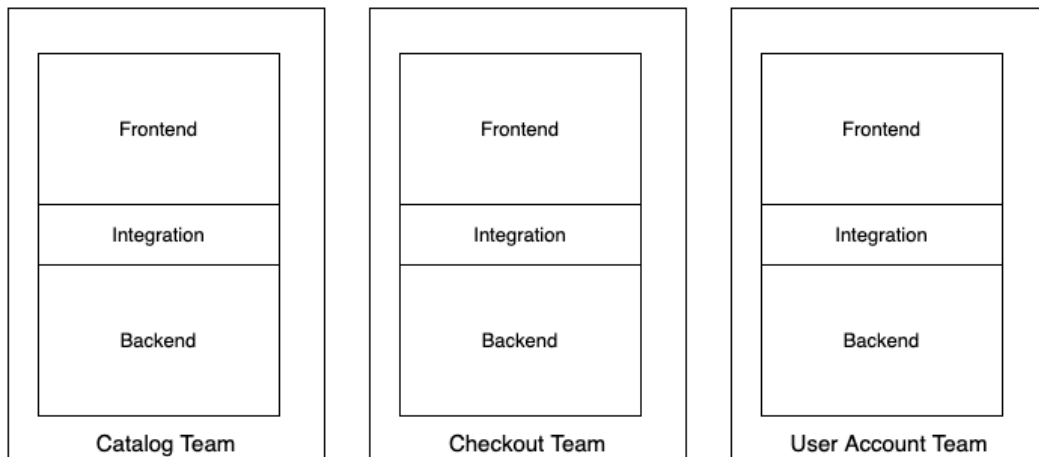 Frontend
Frontend
Frontend
Integration
Integration
Integration
Backend
Backend
Backend
Catalog Team
Checkout Team
User Account Team